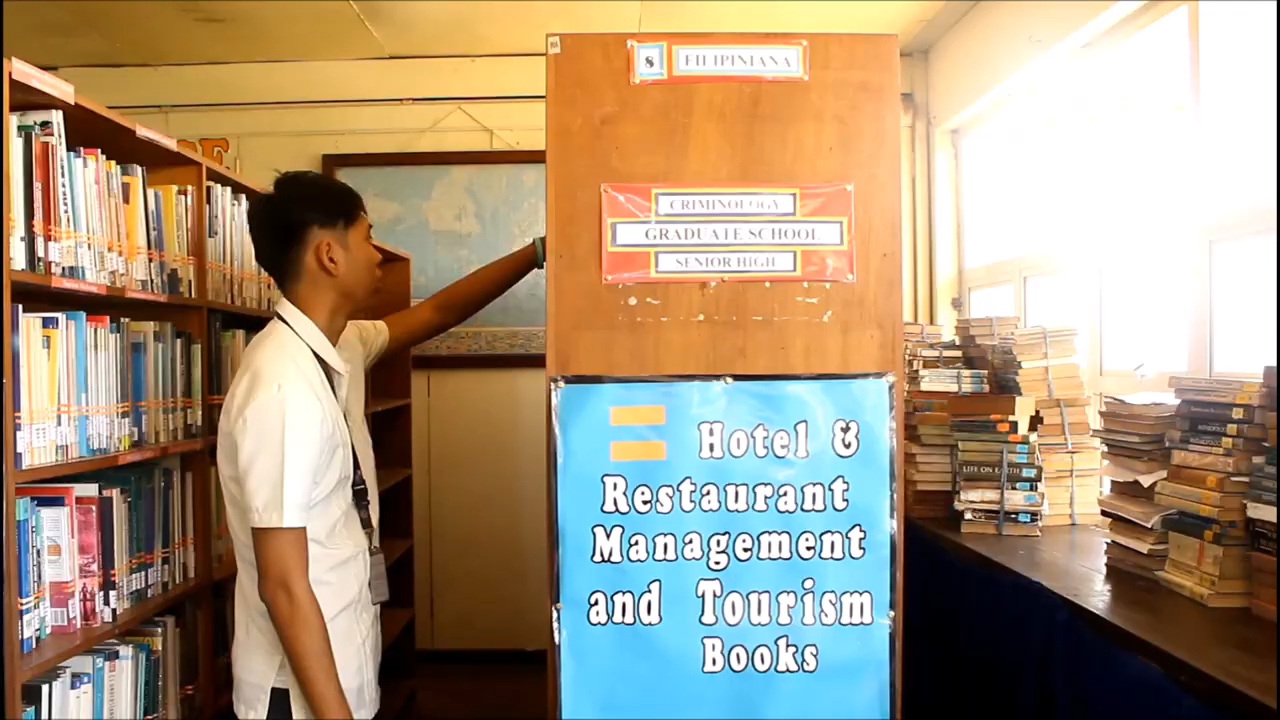 8 FILIPINIANA
CRIMINOLOGY
GRADUATE SCHOOL
SENIOR HIGH
Hotel &
Restaurant
Management
and Tourism
Books
LIFE ON EARTH